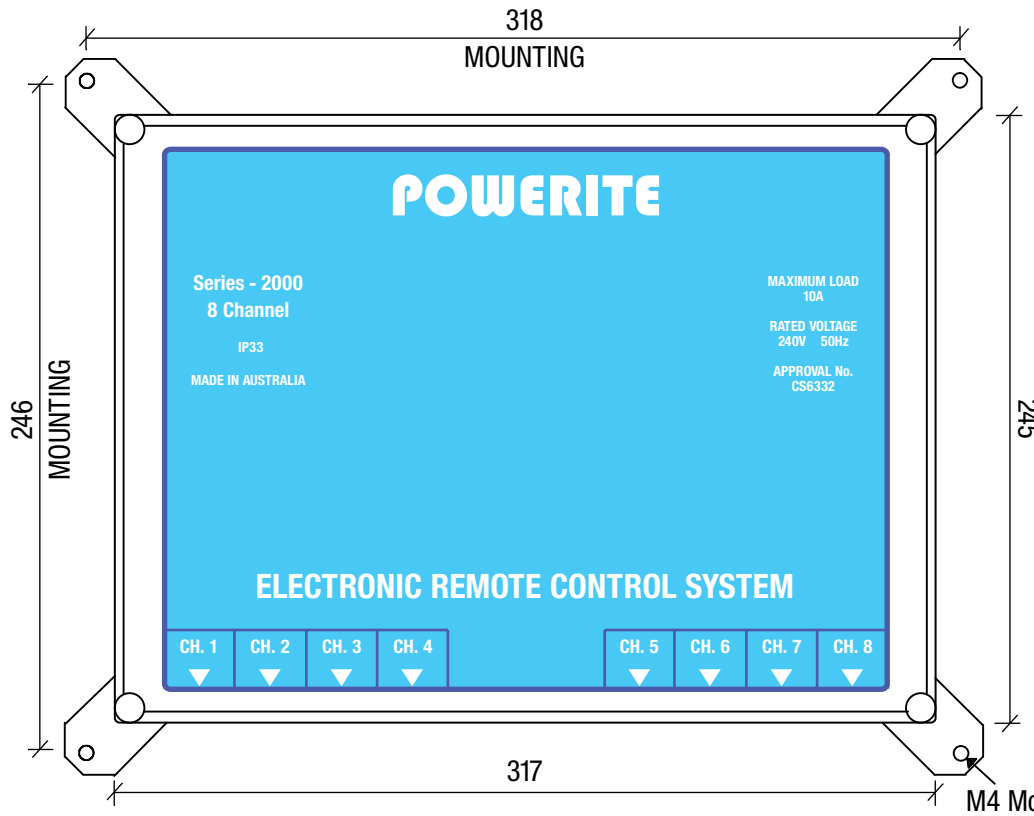 318
MOUNTING
POWERITE
Series - 2000
8 Channel
IP33
MADE IN AUSTRALIA
MAXIMUM LOAD
10A
RATED VOLTAGE
240V 50Hz
APPROVAL No.
CS6332
246
MOUNTING
245
ELECTRONIC REMOTE CONTROL SYSTEM
CH. 1 CH. 2 CH. 3 CH. 4 CH. 5 CH. 6 CH. 7 CH. 8
317
M4